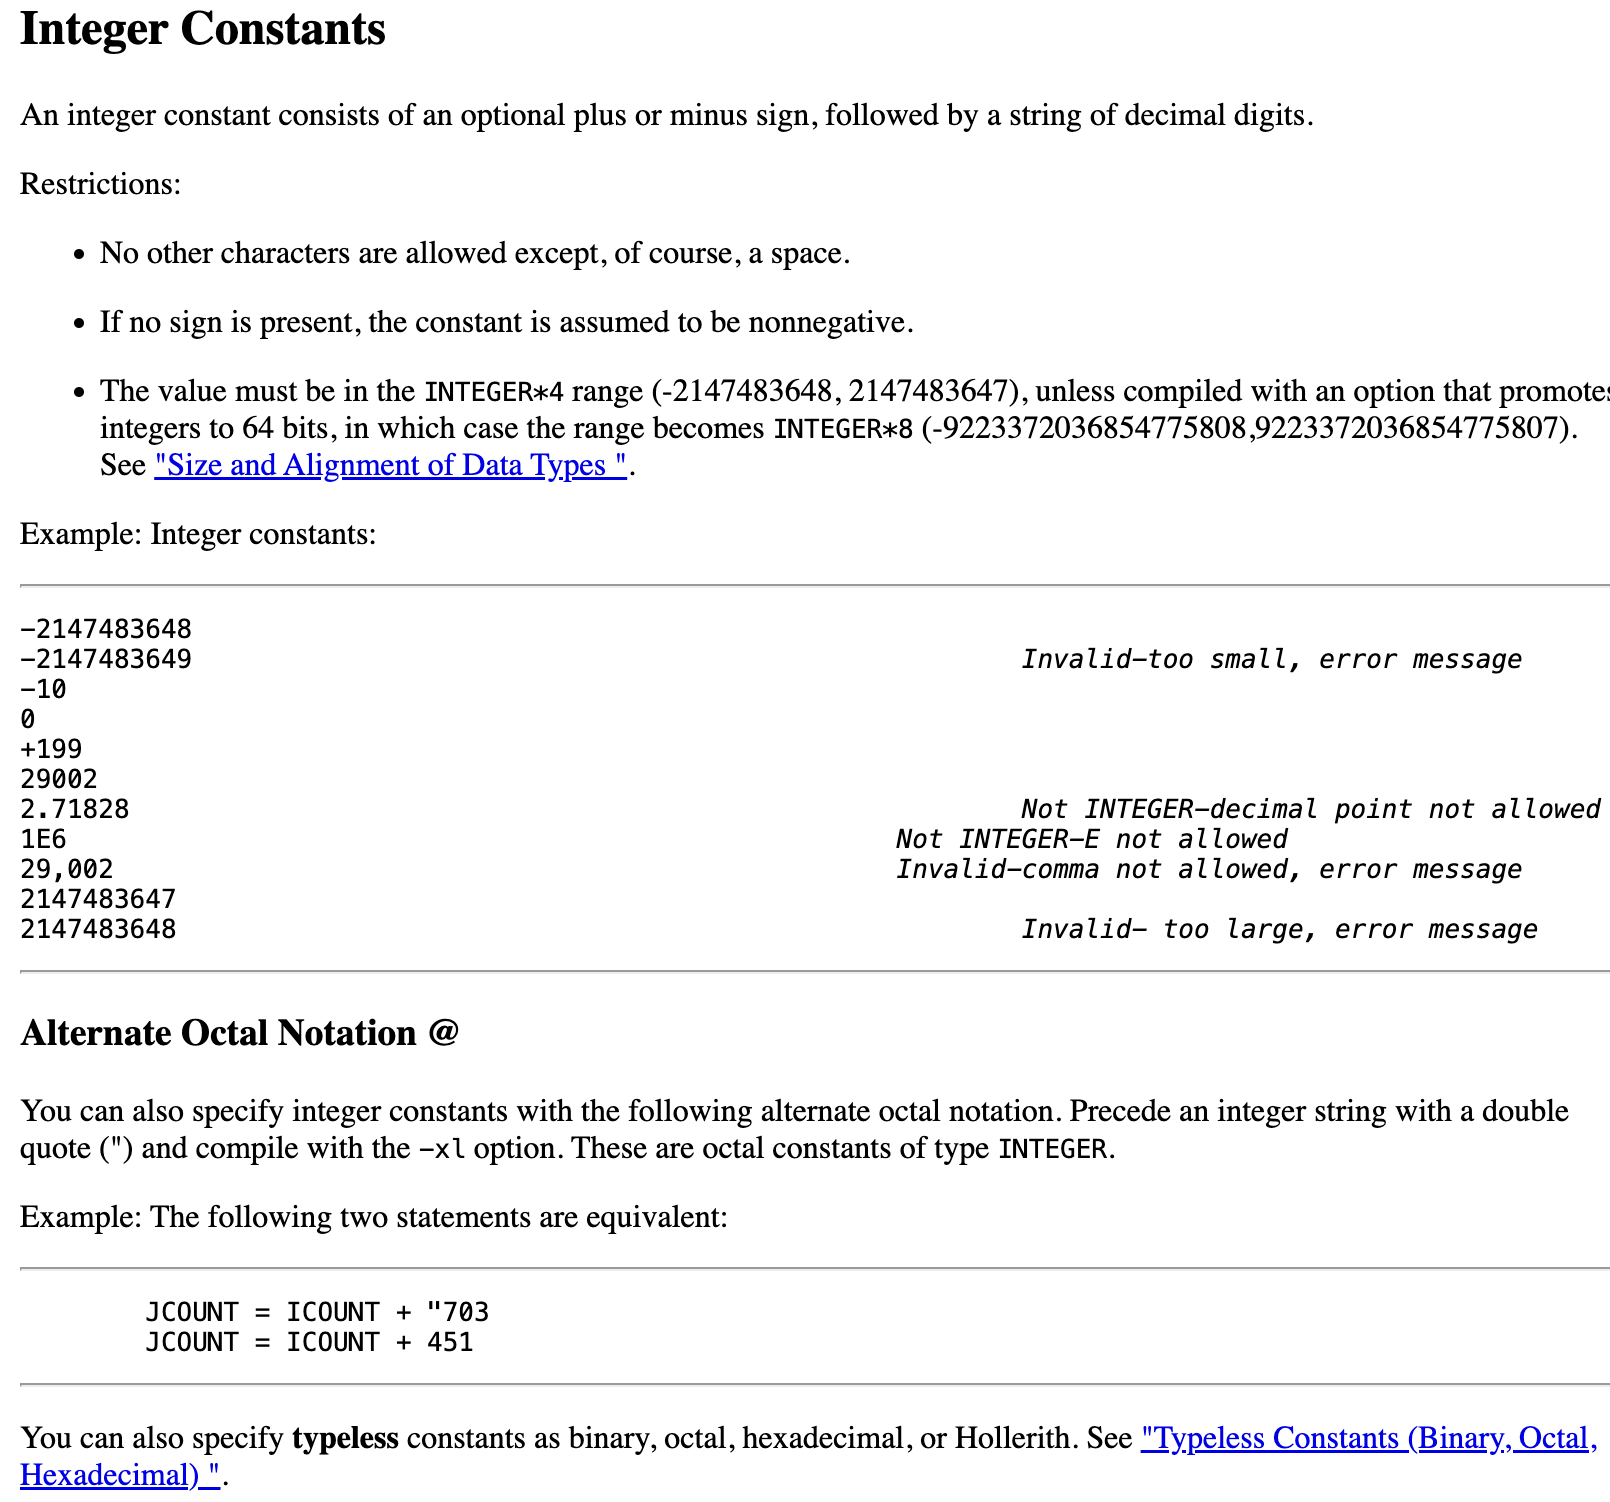 Integer Constants
An integer constant consists of an optional plus or minus sign, followed by a string of decimal digits.
Restrictions:
• No other characters are allowed except, of course, a space.
• If no sign is present, the constant is assumed to be nonnegative.
• The value must be in the INTEGER*4 range (-2147483648, 2147483647), unless compiled with an option that promotes
integers to 64 bits, in which case the range becomes INTEGER*8 (-9223372036854775808,9223372036854775807).
See "Size and Alignment of Data Types ".
Example: Integer constants:
-2147483648
-2147483649 Invalid-too small, error message
-10
0
+199
29002
2.71828 Not INTEGER-decimal point not allowed
1E6 Not INTEGER-E not allowed
29,002 Invalid-comma not allowed, error message
2147483647
2147483648 Invalid- too large, error message
Alternate Octal Notation @
You can also specify integer constants with the following alternate octal notation. Precede an integer string with a double
quote (") and compile with the -xl option. These are octal constants of type INTEGER.
Example: The following two statements are equivalent:
JCOUNT = ICOUNT + "703
JCOUNT = ICOUNT + 451
You can also specify typeless constants as binary, octal, hexadecimal, or Hollerith. See "Typeless Constants (Binary, Octal,
Hexadecimal) ".